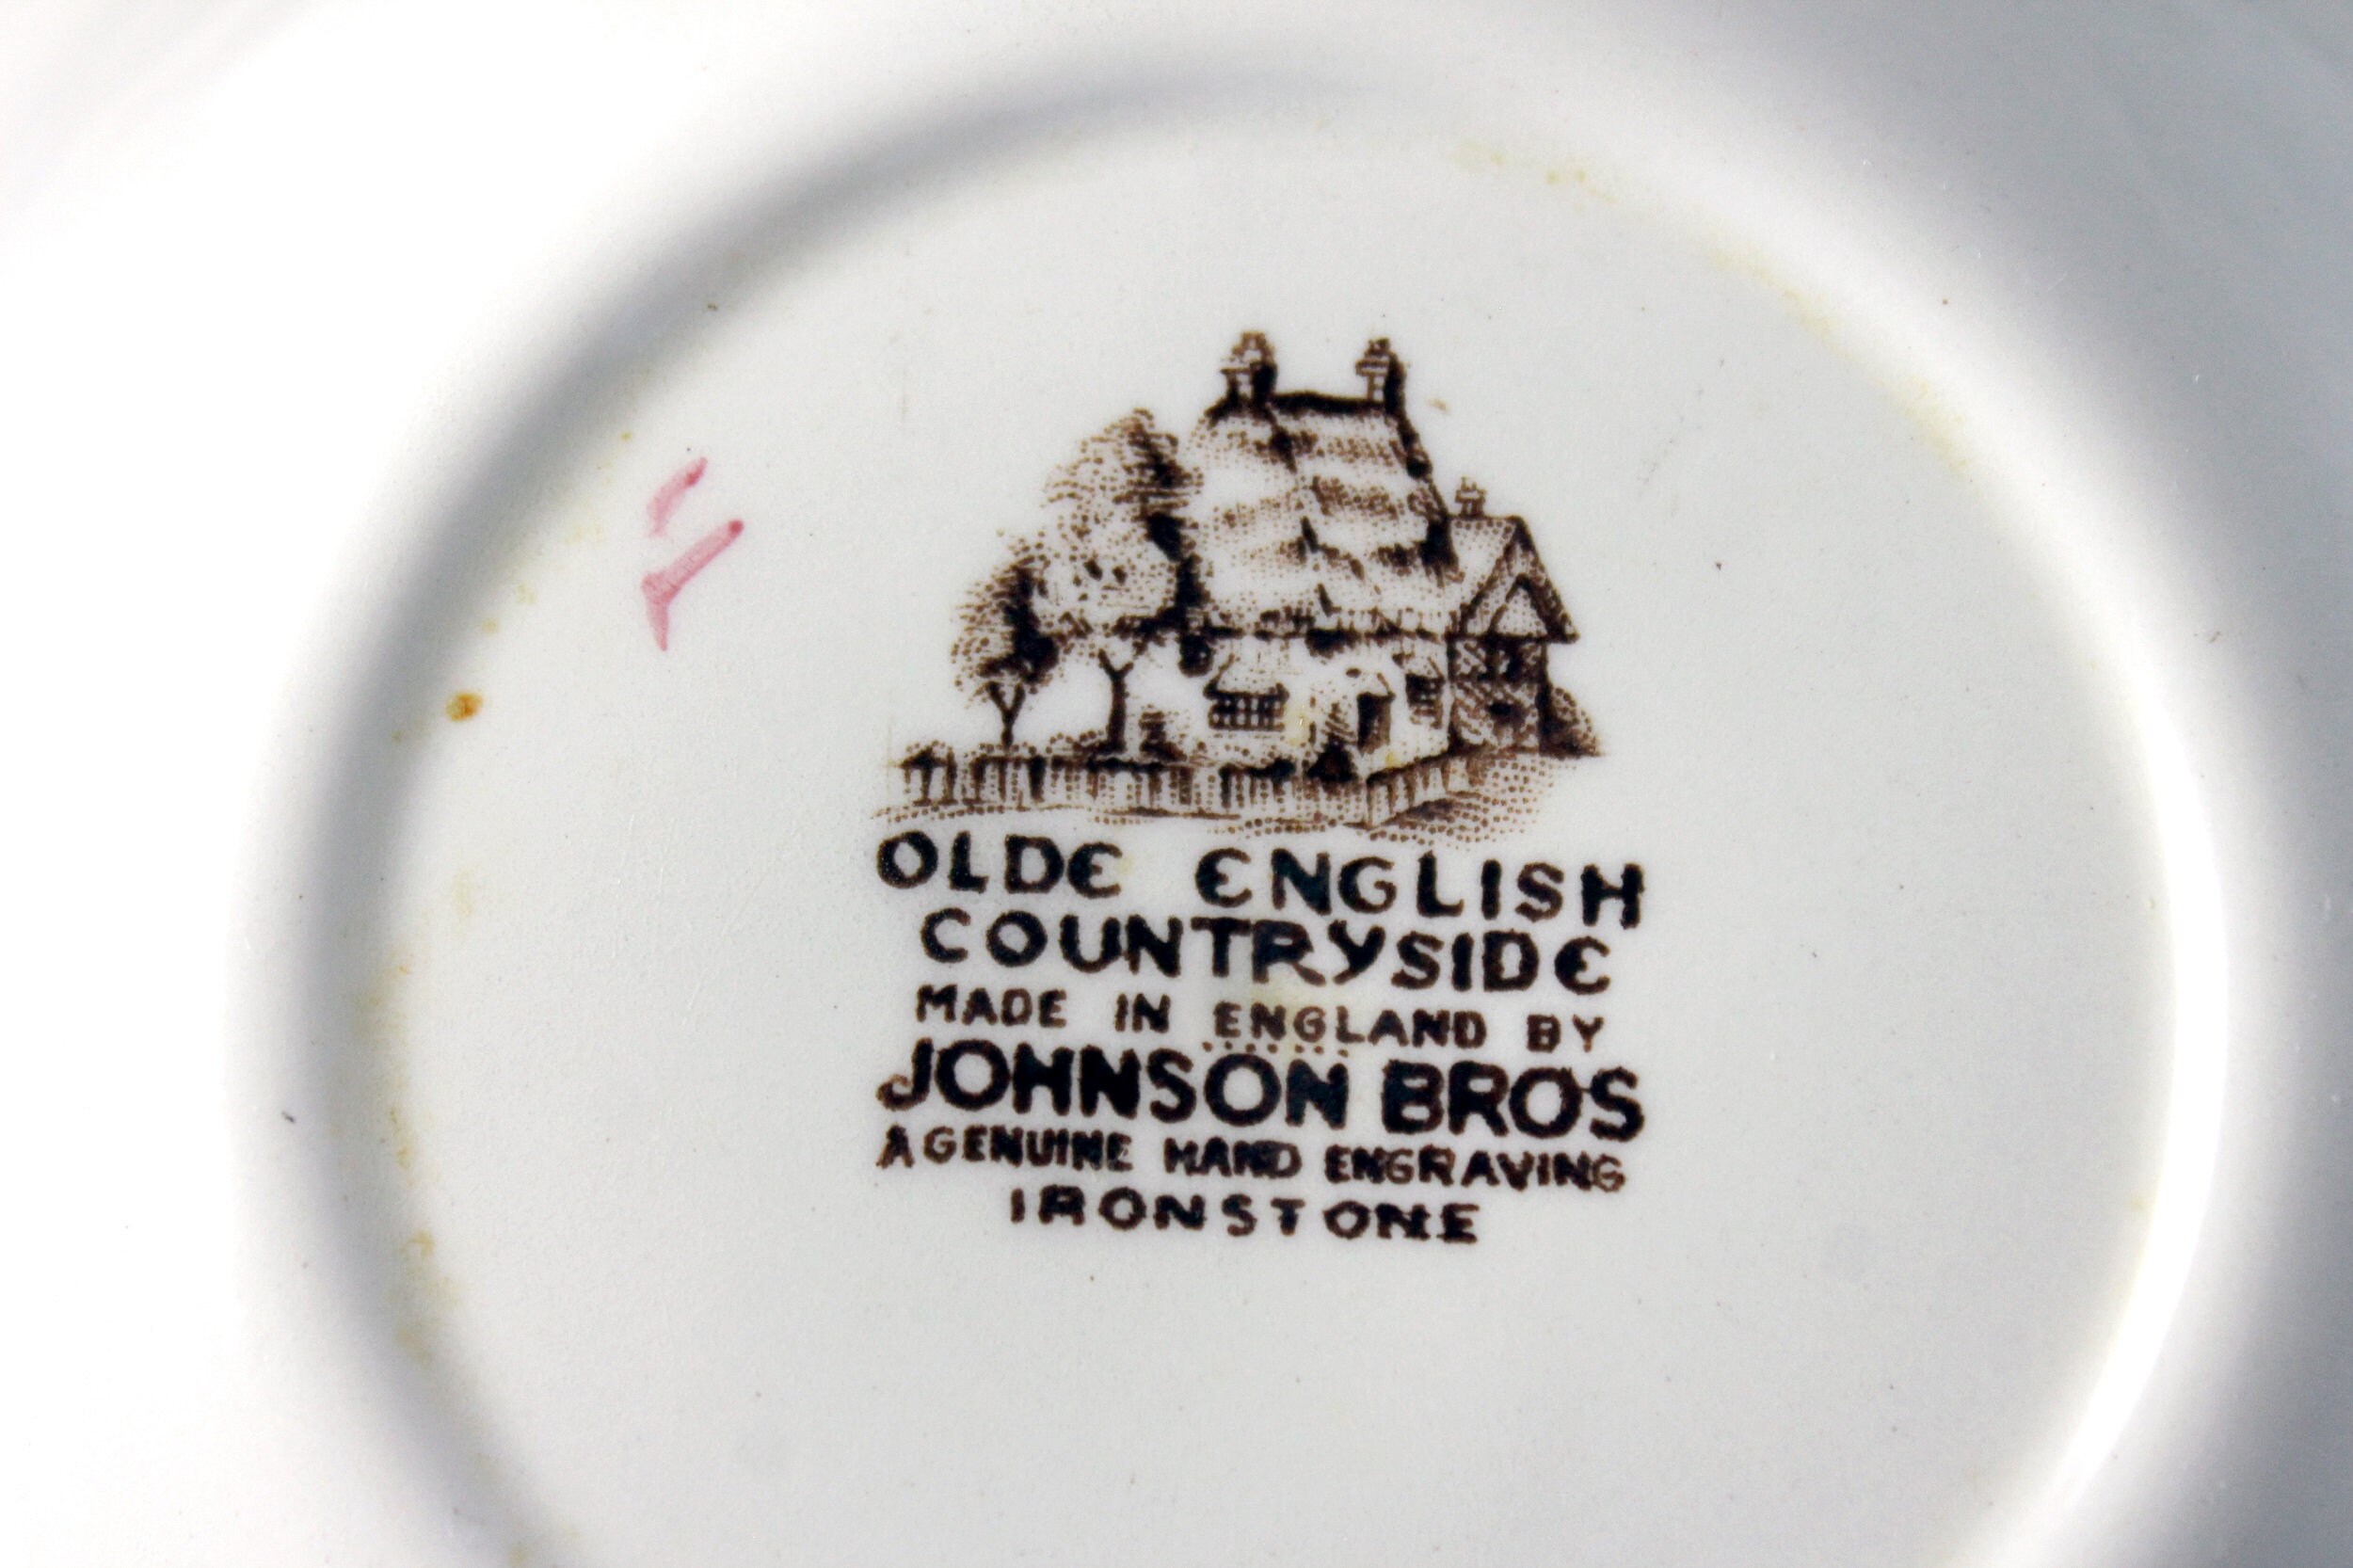 OLDE ENGLISH
COUNTRYSIDE
MADE IN ENGLAND BY
JOHNSON BROS
A GENUINE HAND ENGRAVING
IRONSTONE